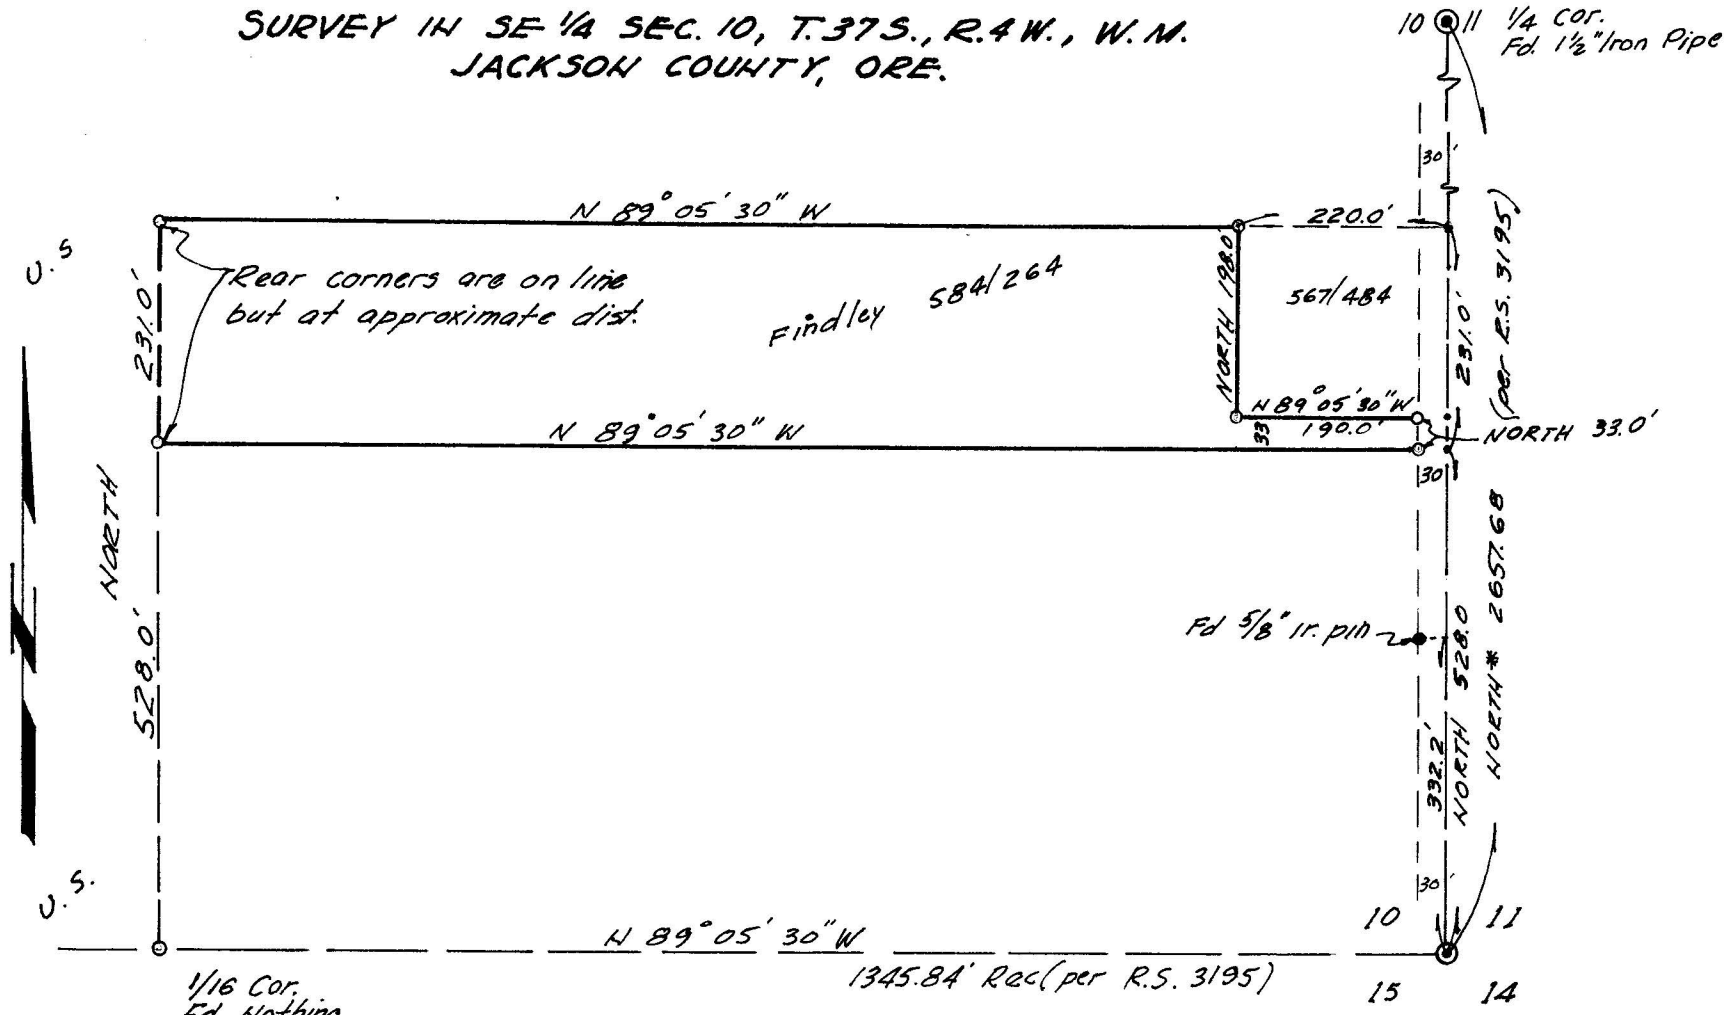 SURVEY IN SE 1/4 SEC. 10, T.37S., R.4W., W.M.
JACKSON COUNTY, ORE.
10 11 1/4 Cor.
Fd. 1½" Iron Pipe
30'
N 89° 05' 30" W
220.0'
U.S
231.0'
Rear corners are on line
but at approximate dist.
Findley 584/264
NORTH 198.0'
567/484
231.0'
(per R.S. 3195)
N 89° 05' 30" W
190.0'
33'
NORTH 33.0'
N 89° 05' 30" W
30'
NORTH
528.0'
N
Fd 5/8" ir. pin
332.2'
NORTH 528.0
NORTH* 2657.68
30'
U.S.
10 11
N 89° 05' 30" W
1345.84' Rec (per R.S. 3195)
15 14
1/16 Cor.
Fd. Nothing